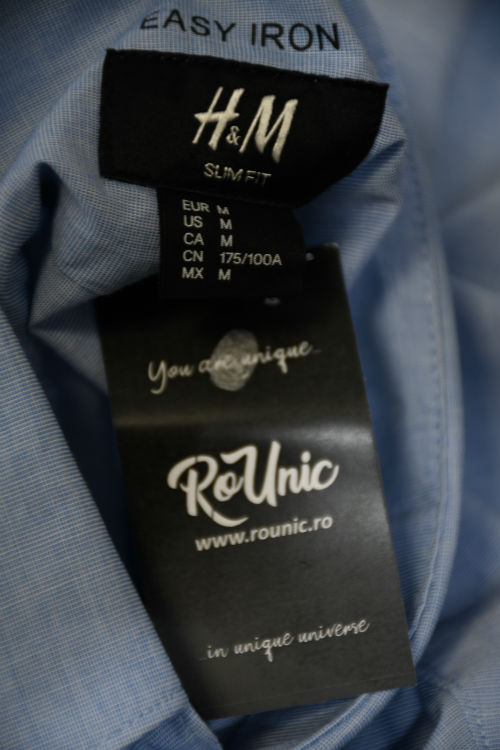 EASY IRON
H&M
SLIM FIT
EUR M
US M
CA M
CN 175/100A
MX M
You are unique...
RoUnic
www.rounic.ro
...in unique universe